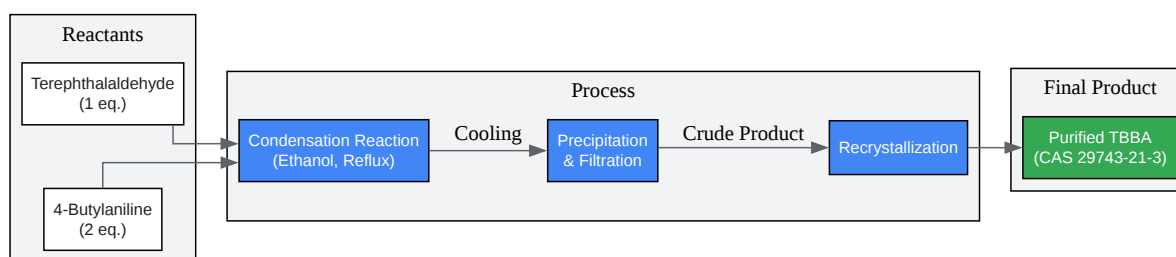 Reactants
Terephthalaldehyde
(1 eq.)
4-Butylaniline
(2 eq.)
Process
Condensation Reaction
(Ethanol, Reflux)
Cooling
Precipitation
& Filtration
Crude Product
Recrystallization
Final Product
Purified TBBA
(CAS 29743-21-3)